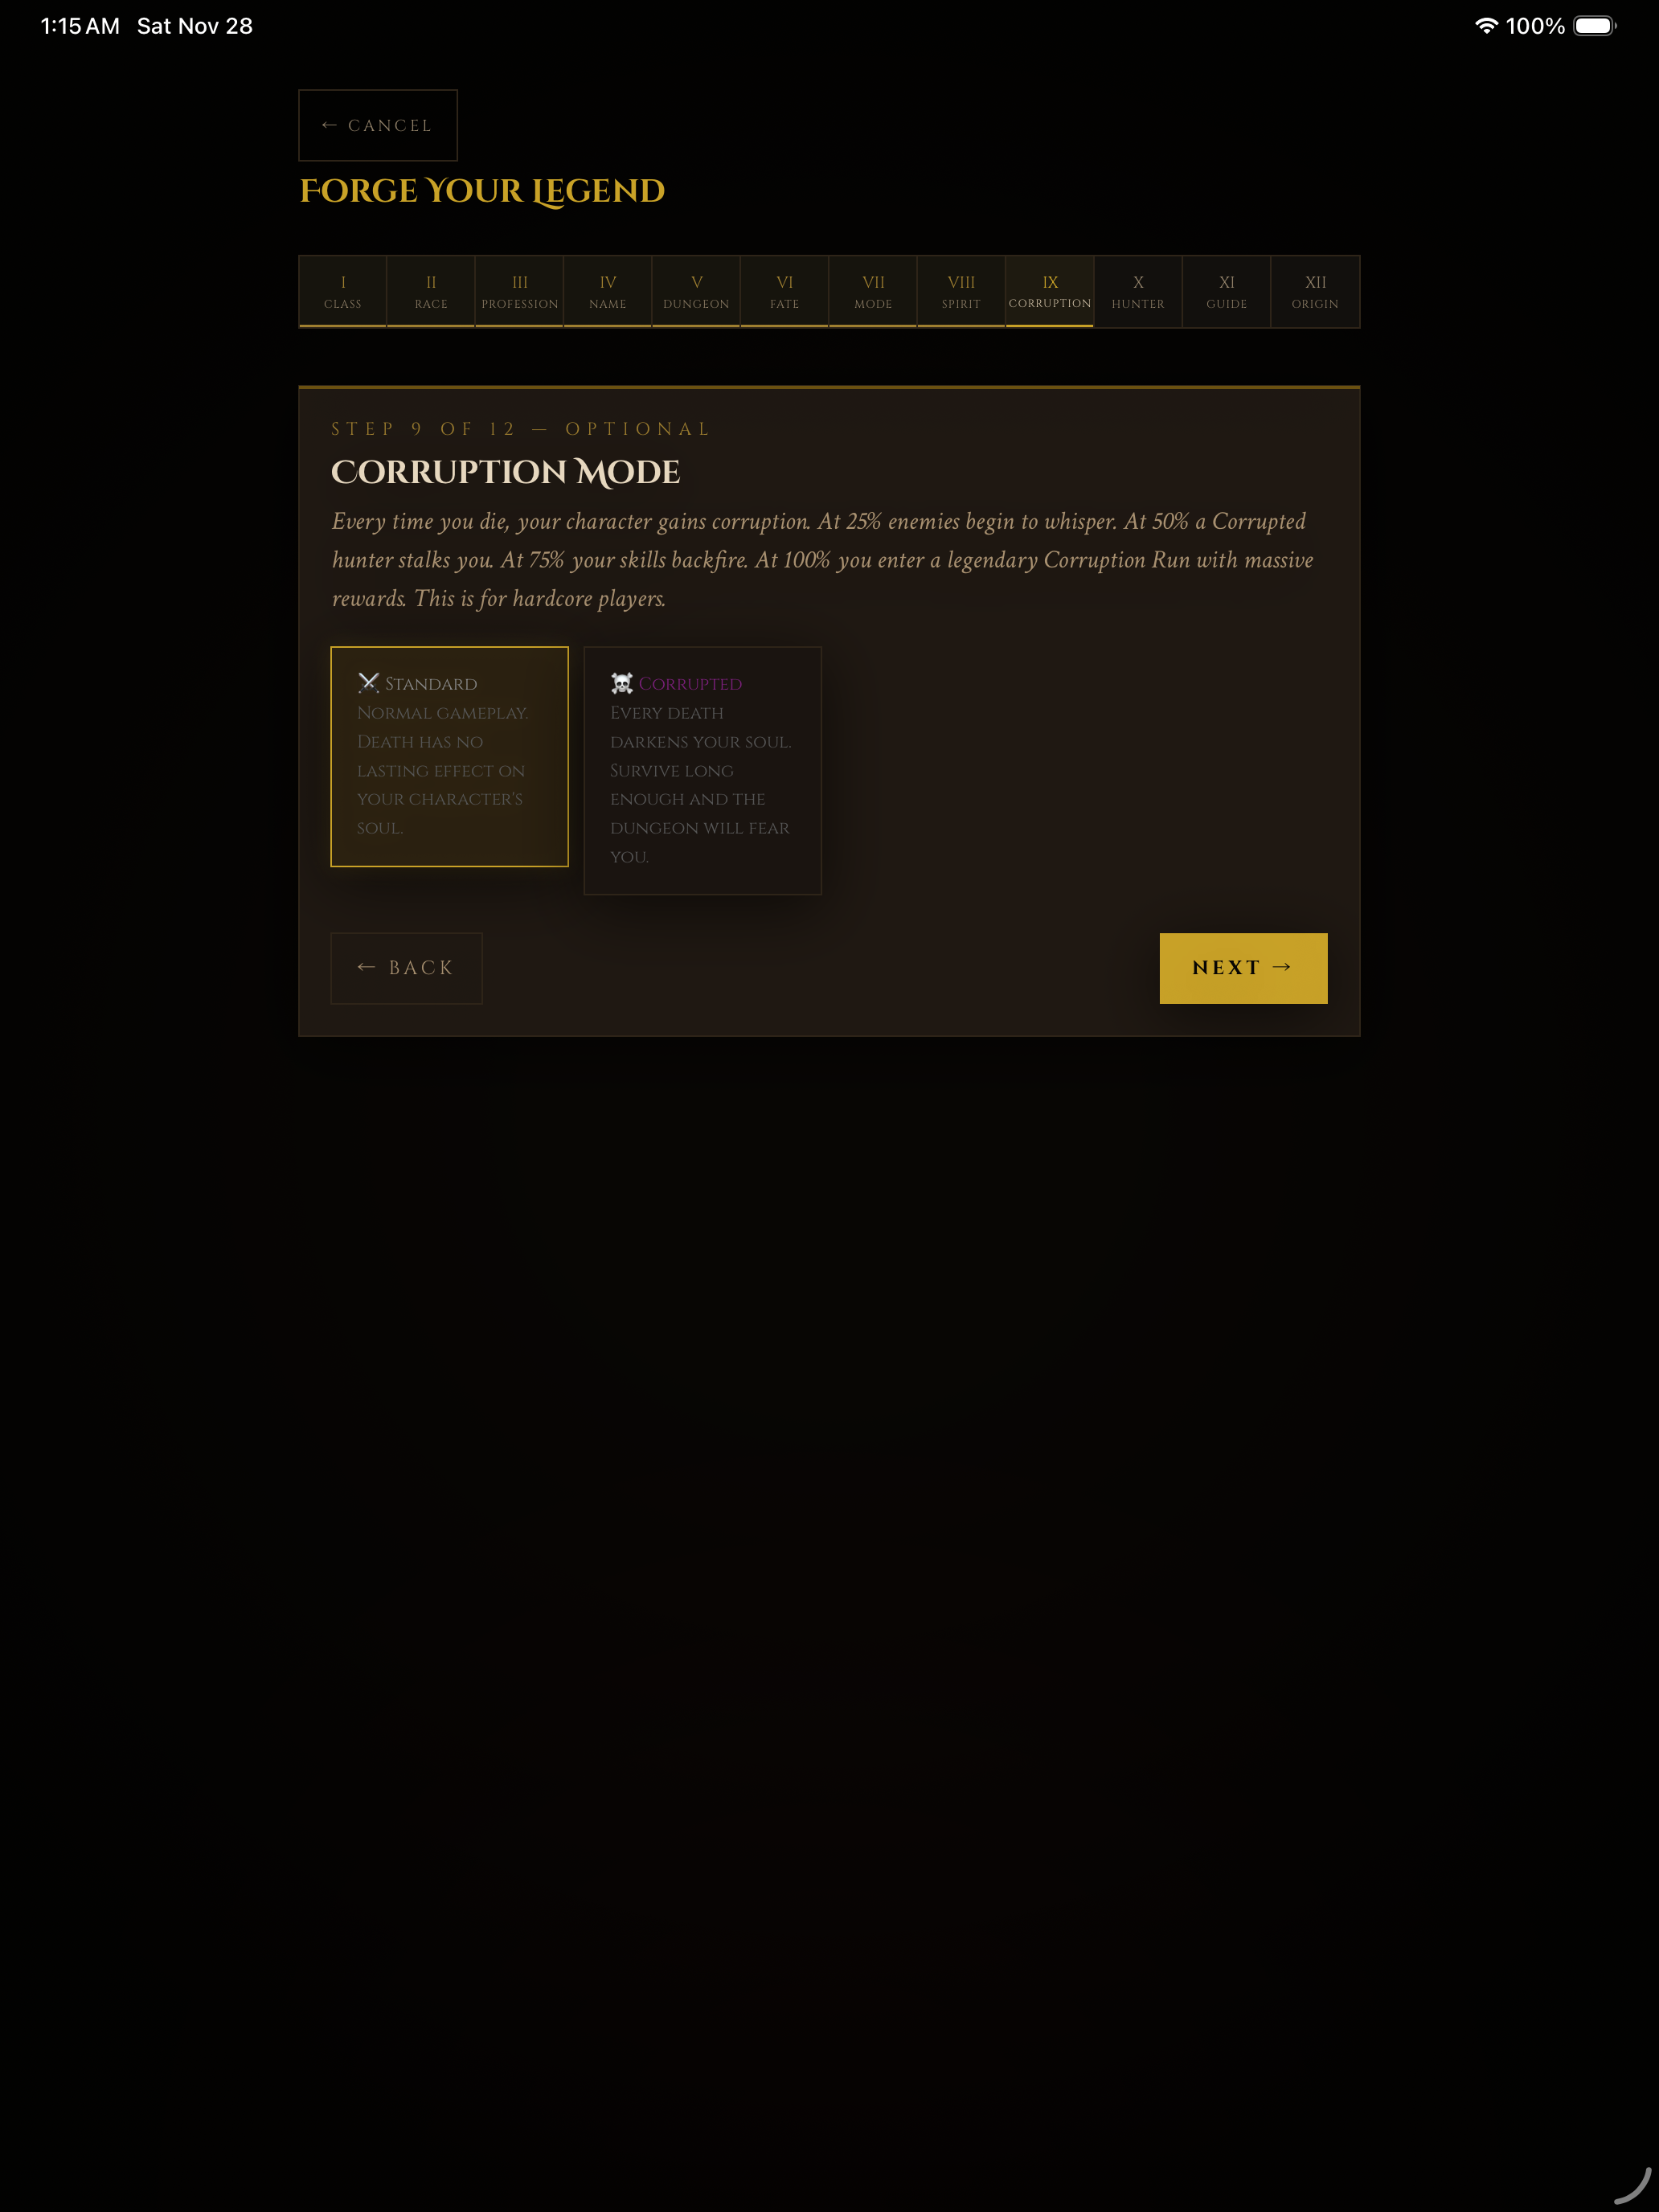 1:15 AM Sat Nov 28
100%
← CANCEL
Forge Your Legend
I
CLASS
II
RACE
III
PROFESSION
IV
NAME
V
DUNGEON
VI
FATE
VII
MODE
VIII
SPIRIT
IX
CORRUPTION
X
HUNTER
XI
GUIDE
XII
ORIGIN
STEP 9 OF 12 — OPTIONAL
Corruption Mode
Every time you die, your character gains corruption. At 25% enemies begin to whisper. At 50% a Corrupted
hunter stalks you. At 75% your skills backfire. At 100% you enter a legendary Corruption Run with massive
rewards. This is for hardcore players.
⚔ Standard
Normal gameplay.
Death has no
lasting effect on
your character's
soul.
☠ Corrupted
Every death
darkens your soul.
Survive long
enough and the
dungeon will fear
you.
← BACK
NEXT →